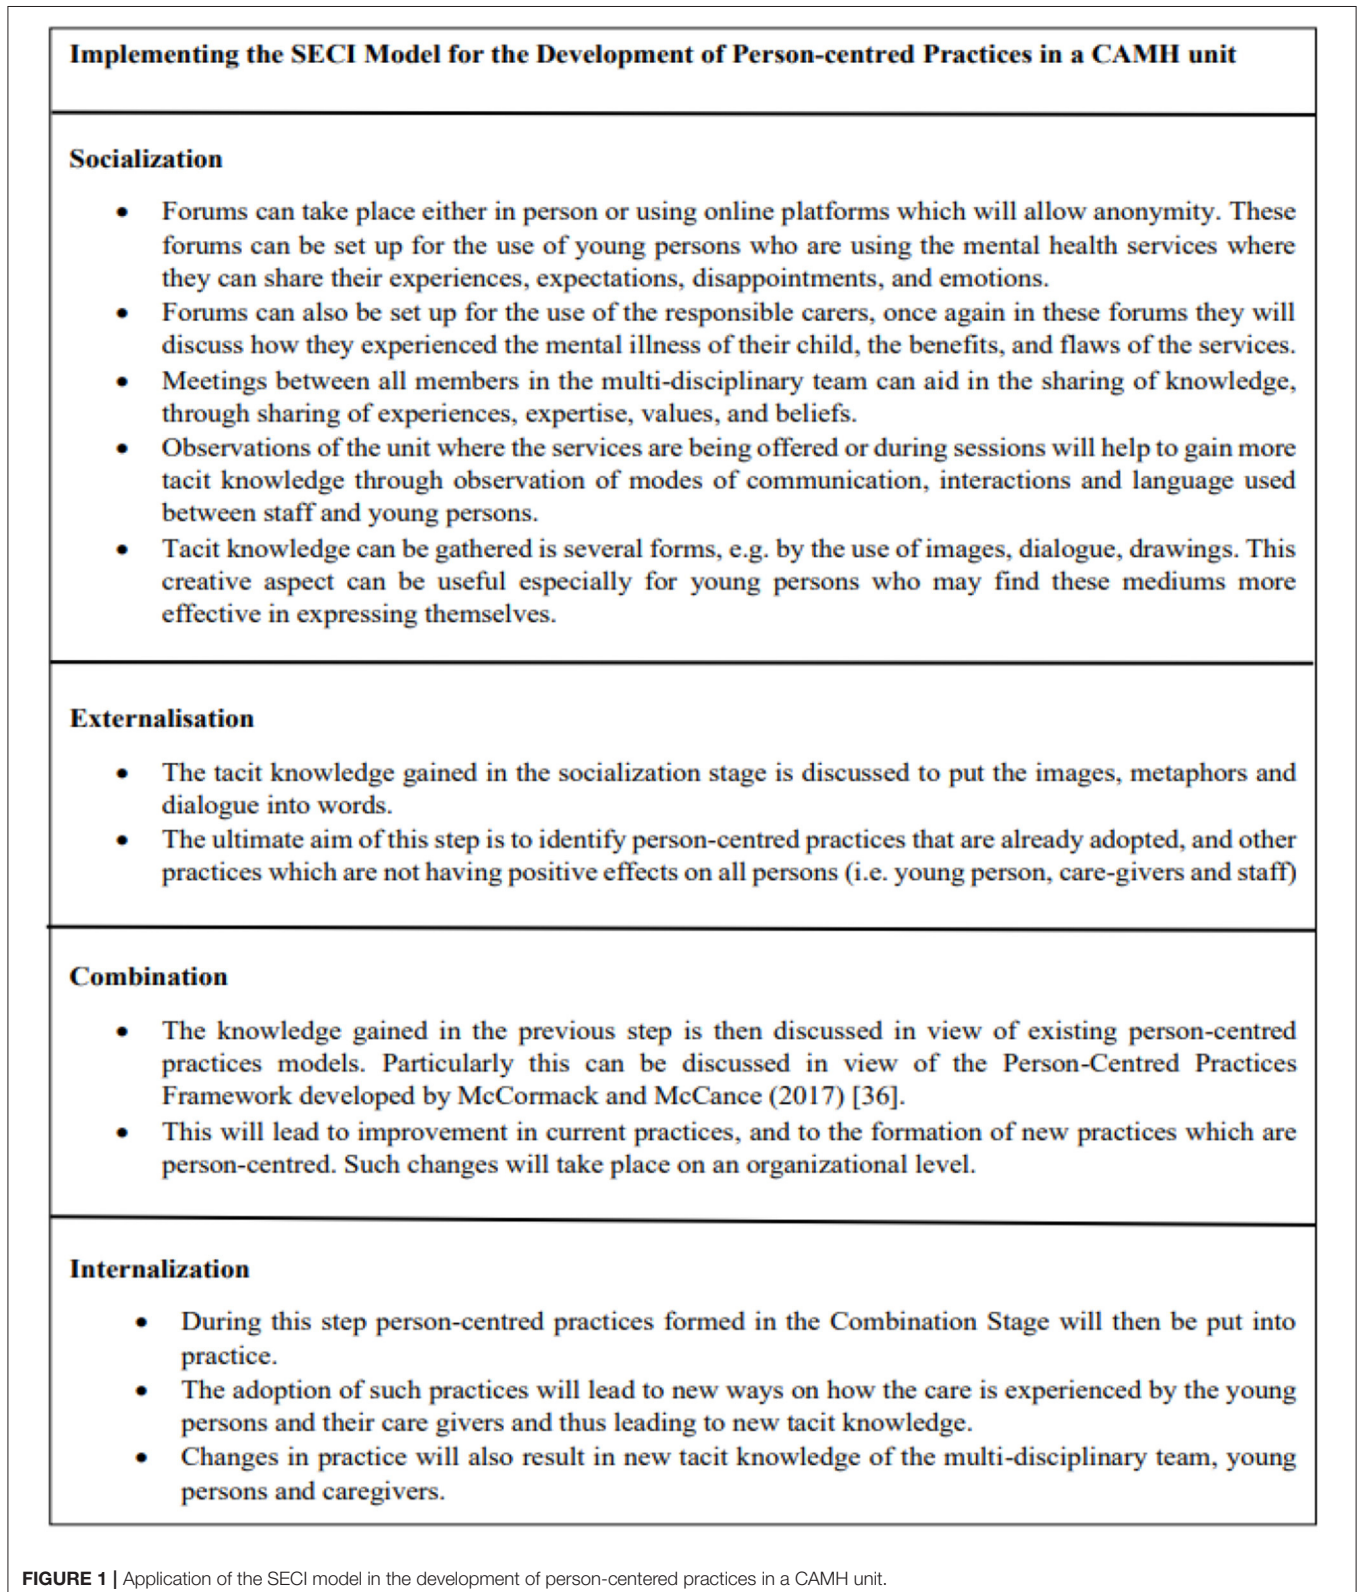 Implementing the SECI Model for the Development of Person-centred Practices in a CAMH unit
Socialization
• Forums can take place either in person or using online platforms which will allow anonymity. These
forums can be set up for the use of young persons who are using the mental health services where
they can share their experiences, expectations, disappointments, and emotions.
• Forums can also be set up for the use of the responsible carers, once again in these forums they will
discuss how they experienced the mental illness of their child, the benefits, and flaws of the services.
• Meetings between all members in the multi-disciplinary team can aid in the sharing of knowledge,
through sharing of experiences, expertise, values, and beliefs.
• Observations of the unit where the services are being offered or during sessions will help to gain more
tacit knowledge through observation of modes of communication, interactions and language used
between staff and young persons.
• Tacit knowledge can be gathered is several forms, e.g. by the use of images, dialogue, drawings. This
creative aspect can be useful especially for young persons who may find these mediums more
effective in expressing themselves.
Externalisation
• The tacit knowledge gained in the socialization stage is discussed to put the images, metaphors and
dialogue into words.
• The ultimate aim of this step is to identify person-centred practices that are already adopted, and other
practices which are not having positive effects on all persons (i.e. young person, care-givers and staff)
Combination
• The knowledge gained in the previous step is then discussed in view of existing person-centred
practices models. Particularly this can be discussed in view of the Person-Centred Practices
Framework developed by McCormack and McCance (2017) [36].
• This will lead to improvement in current practices, and to the formation of new practices which are
person-centred. Such changes will take place on an organizational level.
Internalization
• During this step person-centred practices formed in the Combination Stage will then be put into
practice.
• The adoption of such practices will lead to new ways on how the care is experienced by the young
persons and their care givers and thus leading to new tacit knowledge.
• Changes in practice will also result in new tacit knowledge of the multi-disciplinary team, young
persons and caregivers.
FIGURE 1 | Application of the SECI model in the development of person-centered practices in a CAMH unit.